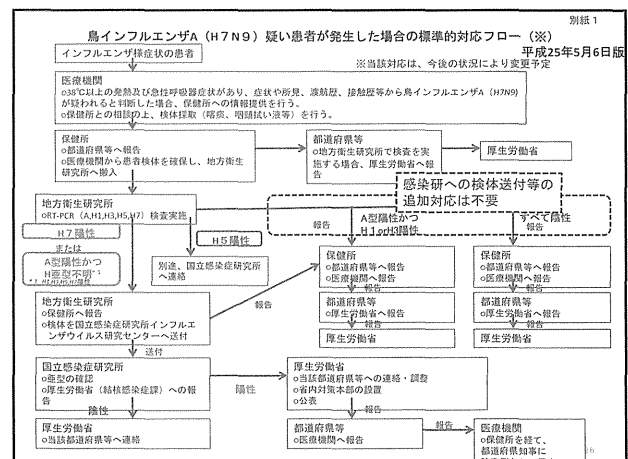 別紙1
鳥インフルエンザA（H7N9）疑い患者が発生した場合の標準的対応フロー（※）
平成25年5月6日版
インフルエンザ様症状の患者
※当該対応は、今後の状況により変更予定
医療機関
○38℃以上の発熱及び急性呼吸器症状があり、症状や所見、渡航歴、接触歴等から鳥インフルエンザA（H7N9）
が疑われると判断した場合、保健所への情報提供を行う。
○保健所との相談の上、検体採取（喀痰、咽頭拭い液等）を行う。
保健所
○都道府県等へ報告
○医療機関から患者検体を確保し、地方衛生
研究所へ搬入
都道府県等
○地方衛生研究所で検査を実
施する場合、厚生労働省へ報
告
厚生労働省
感染研への検体送付等の
追加対応は不要
地方衛生研究所
○RT-PCR（A,H1,H3,H5,H7）検査実施
報告
A型陽性かつ
H1orH3陽性
報告
すべて陰性
H7陽性
または
A型陽性かつ
H亜型不明*1
*1 H1,H3,H5,H7陰性
H5陽性
別途、国立感染症研究所
へ連絡
保健所
○都道府県等へ報告
○医療機関へ報告
報告
都道府県等
○厚生労働省へ報告
報告
厚生労働省
保健所
○都道府県等へ報告
○医療機関へ報告
報告
都道府県等
○厚生労働省へ報告
報告
厚生労働省
地方衛生研究所
○保健所へ報告
○検体を国立感染症研究所インフルエ
ンザウイルス研究センターへ送付
報告
送付
国立感染症研究所
○亜型の確認
○厚生労働省（結核感染症課）への報
告
陽性
陰性
厚生労働省
○当該都道府県等へ連絡
厚生労働省
○当該都道府県等への連絡・調整
○省内対策本部の設置
○公表
報告
都道府県等
○医療機関へ報告
報告
医療機関
○保健所を経て、
都道府県知事に
26